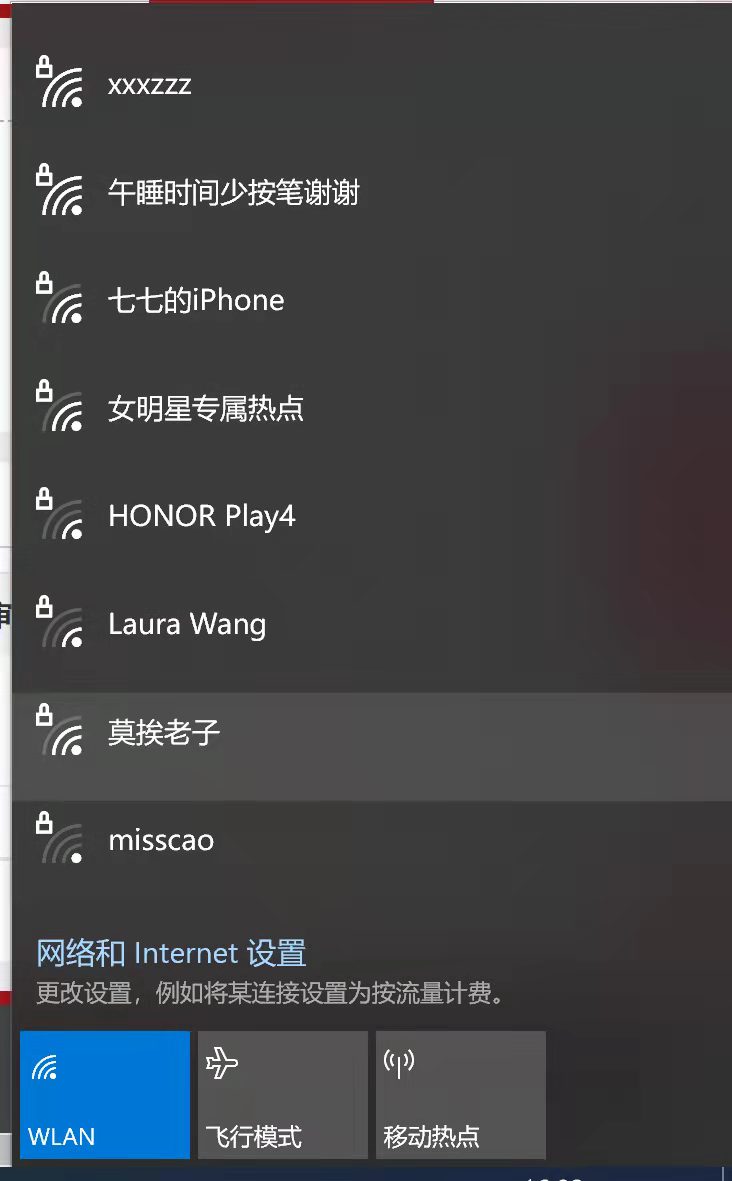 xxxzzz
午睡时间少按笔谢谢
七七的iPhone
女明星专属热点
HONOR Play4
Laura Wang
莫挨老子
misscao
网络和 Internet 设置
更改设置，例如将某连接设置为按流量计费。
WLAN
飞行模式
移动热点